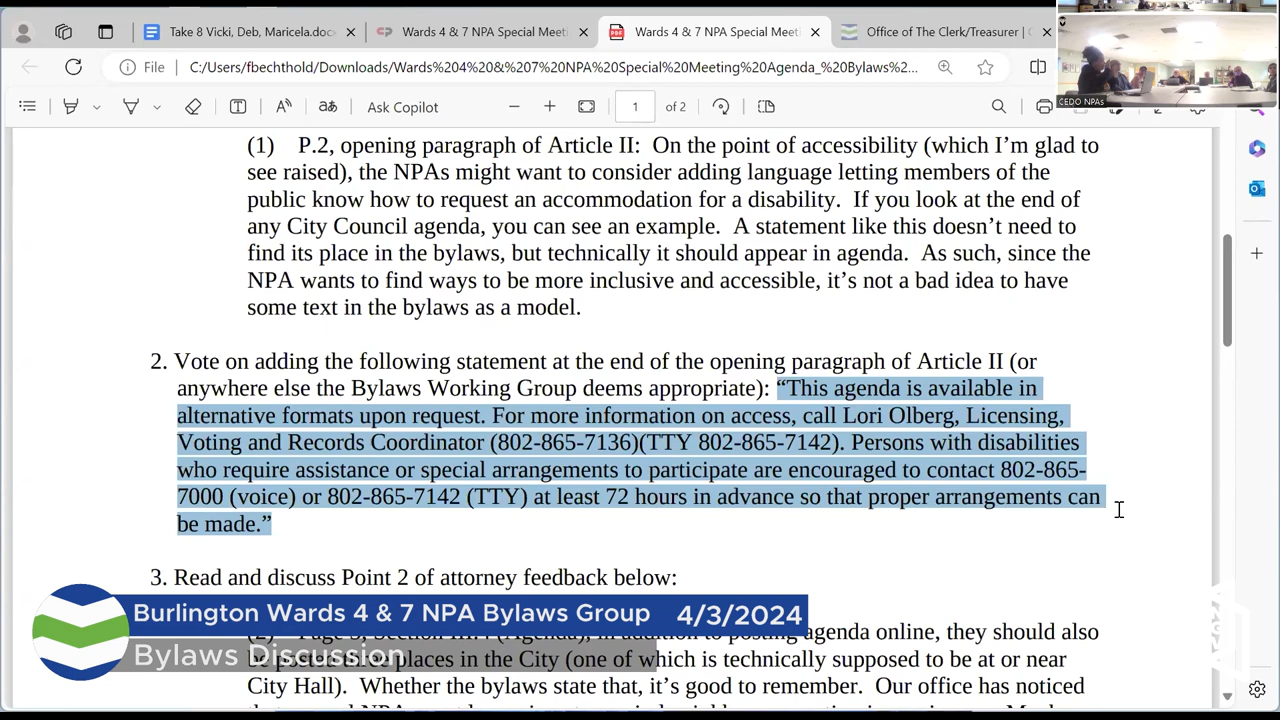 Take 8 Vicki, Deb, Maricela.docx
Wards 4 & 7 NPA Special Meeti
Wards 4 & 7 NPA Special Meeti
Office of The Clerk/Treasurer | C
File
C:/Users/fbechthold/Downloads/Wards%204%20&%207%20NPA%20Special%20Meeting%20Agenda_%20Bylaws%2...
CEDO NPAs
Ask Copilot
1
of 2
(1) P.2, opening paragraph of Article II: On the point of accessibility (which I’m glad to
see raised), the NPAs might want to consider adding language letting members of the
public know how to request an accommodation for a disability. If you look at the end of
any City Council agenda, you can see an example. A statement like this doesn’t need to
find its place in the bylaws, but technically it should appear in agenda. As such, since the
NPA wants to find ways to be more inclusive and accessible, it’s not a bad idea to have
some text in the bylaws as a model.
2. Vote on adding the following statement at the end of the opening paragraph of Article II (or
anywhere else the Bylaws Working Group deems appropriate): “This agenda is available in
alternative formats upon request. For more information on access, call Lori Olberg, Licensing,
Voting and Records Coordinator (802-865-7136)(TTY 802-865-7142). Persons with disabilities
who require assistance or special arrangements to participate are encouraged to contact 802-865-
7000 (voice) or 802-865-7142 (TTY) at least 72 hours in advance so that proper arrangements can
be made.”
3. Read and discuss Point 2 of attorney feedback below:
Burlington Wards 4 & 7 NPA Bylaws Group 4/3/2024
Bylaws Discussion
agenda online, they should also
places in the City (one of which is technically supposed to be at or near
City Hall). Whether the bylaws state that, it’s good to remember. Our office has noticed